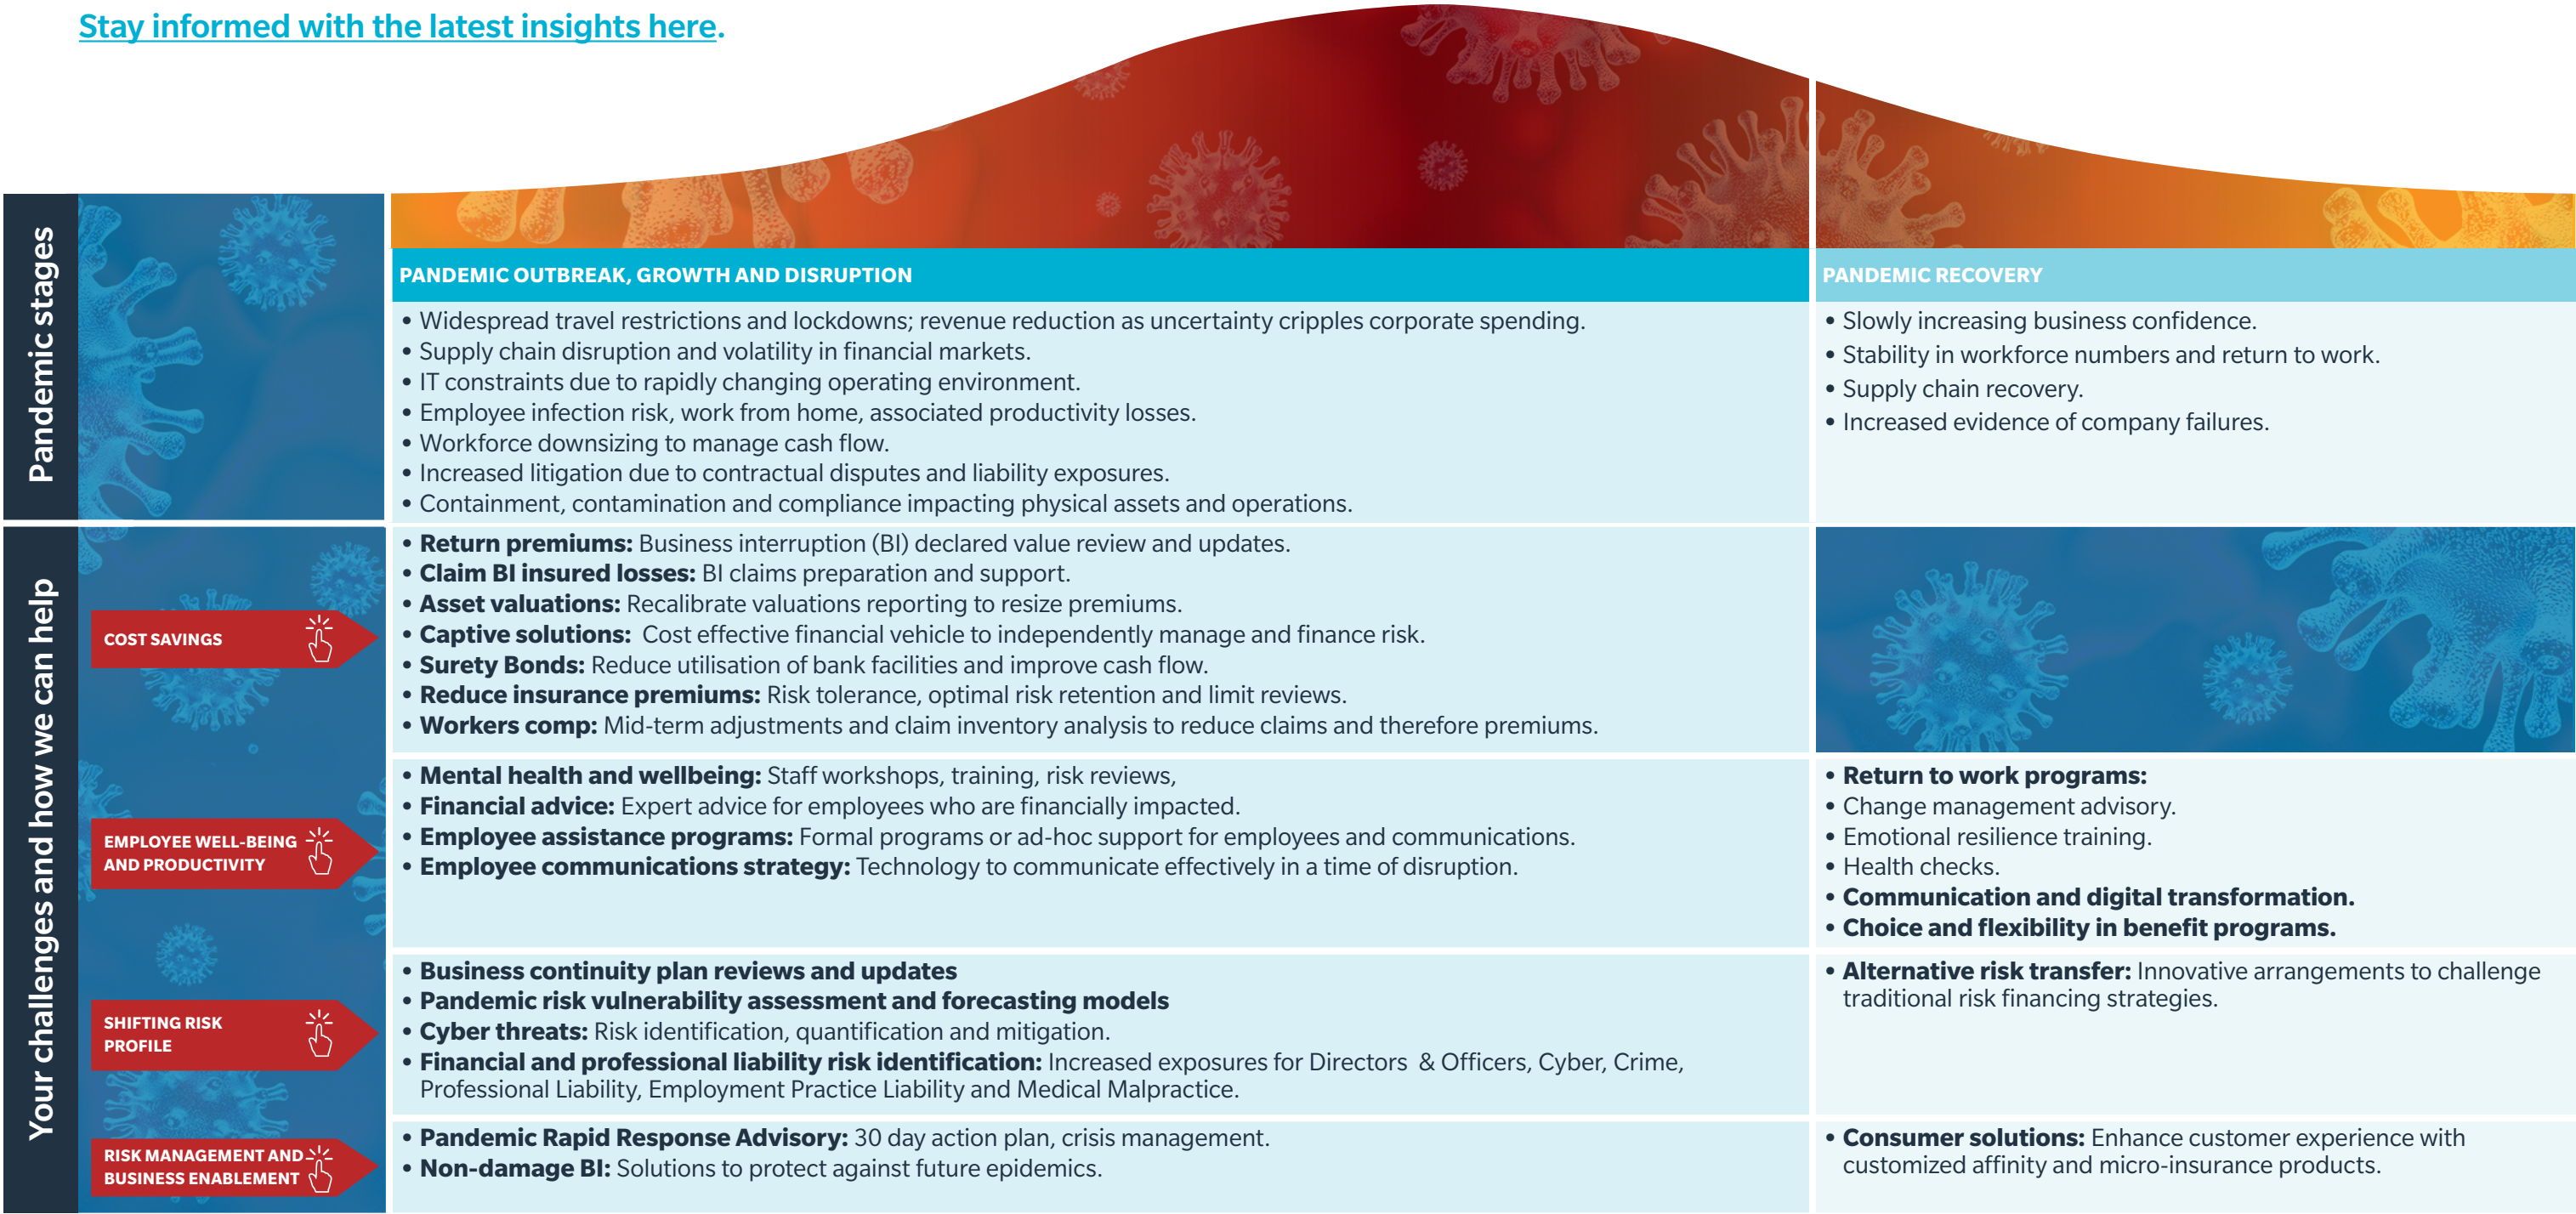 Stay informed with the latest insights here.
Pandemic stages
PANDEMIC OUTBREAK, GROWTH AND DISRUPTION
• Widespread travel restrictions and lockdowns; revenue reduction as uncertainty cripples corporate spending.
• Supply chain disruption and volatility in financial markets.
• IT constraints due to rapidly changing operating environment.
• Employee infection risk, work from home, associated productivity losses.
• Workforce downsizing to manage cash flow.
• Increased litigation due to contractual disputes and liability exposures.
• Containment, contamination and compliance impacting physical assets and operations.
PANDEMIC RECOVERY
• Slowly increasing business confidence.
• Stability in workforce numbers and return to work.
• Supply chain recovery.
• Increased evidence of company failures.
Your challenges and how we can help
COST SAVINGS
• Return premiums: Business interruption (BI) declared value review and updates.
• Claim BI insured losses: BI claims preparation and support.
• Asset valuations: Recalibrate valuations reporting to resize premiums.
• Captive solutions: Cost effective financial vehicle to independently manage and finance risk.
• Surety Bonds: Reduce utilisation of bank facilities and improve cash flow.
• Reduce insurance premiums: Risk tolerance, optimal risk retention and limit reviews.
• Workers comp: Mid-term adjustments and claim inventory analysis to reduce claims and therefore premiums.
EMPLOYEE WELL-BEING
AND PRODUCTIVITY
• Mental health and wellbeing: Staff workshops, training, risk reviews,
• Financial advice: Expert advice for employees who are financially impacted.
• Employee assistance programs: Formal programs or ad-hoc support for employees and communications.
• Employee communications strategy: Technology to communicate effectively in a time of disruption.
• Return to work programs:
• Change management advisory.
• Emotional resilience training.
• Health checks.
• Communication and digital transformation.
• Choice and flexibility in benefit programs.
SHIFTING RISK
PROFILE
• Business continuity plan reviews and updates
• Pandemic risk vulnerability assessment and forecasting models
• Cyber threats: Risk identification, quantification and mitigation.
• Financial and professional liability risk identification: Increased exposures for Directors & Officers, Cyber, Crime,
Professional Liability, Employment Practice Liability and Medical Malpractice.
• Alternative risk transfer: Innovative arrangements to challenge
traditional risk financing strategies.
RISK MANAGEMENT AND
BUSINESS ENABLEMENT
• Pandemic Rapid Response Advisory: 30 day action plan, crisis management.
• Non-damage BI: Solutions to protect against future epidemics.
• Consumer solutions: Enhance customer experience with
customized affinity and micro-insurance products.